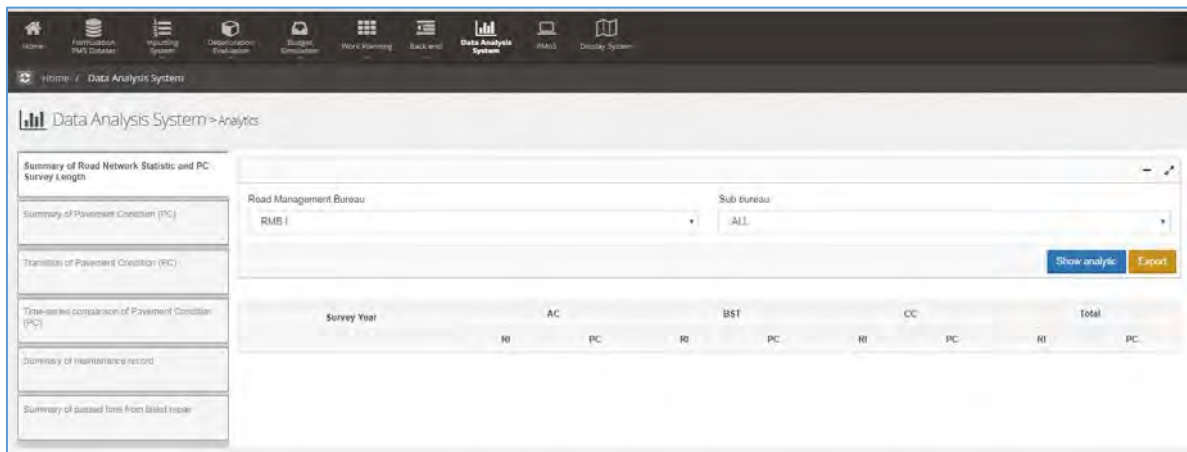 Home
Formulation
PMS Dataset
Inputting
System
Deterioration
Evaluation
Budget
Simulation
Work Planning
Back end
Data Analysis
System
PMoS
Display System
Home / Data Analysis System
Data Analysis System > Analytics
Summary of Road Network Statistic and PC
Survey Length
Summary of Pavement Condition (PC)
Transition of Pavement Condition (PC)
Time-series comparison of Pavement Condition
(PC)
Summary of maintenance record
Summary of passed time from latest repair
Road Management Bureau
Sub bureau
RMB I
ALL
Show analytic
Export
Survey Year
AC
BST
CC
Total
RI
PC
RI
PC
RI
PC
RI
PC